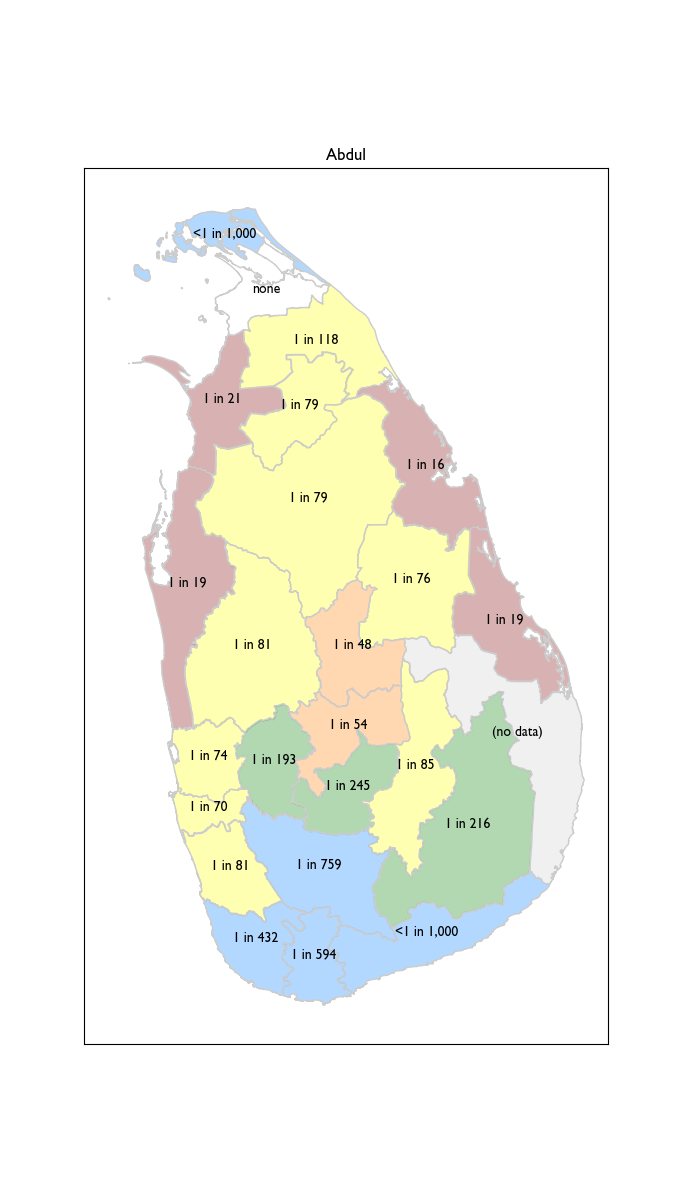 Abdul
<1 in 1,000
none
1 in 118
1 in 21
1 in 79
1 in 16
1 in 79
1 in 76
1 in 19
1 in 19
1 in 81
1 in 48
1 in 54
(no data)
1 in 74
1 in 193
1 in 85
1 in 245
1 in 70
1 in 216
1 in 81
1 in 759
<1 in 1,000
1 in 432
1 in 594